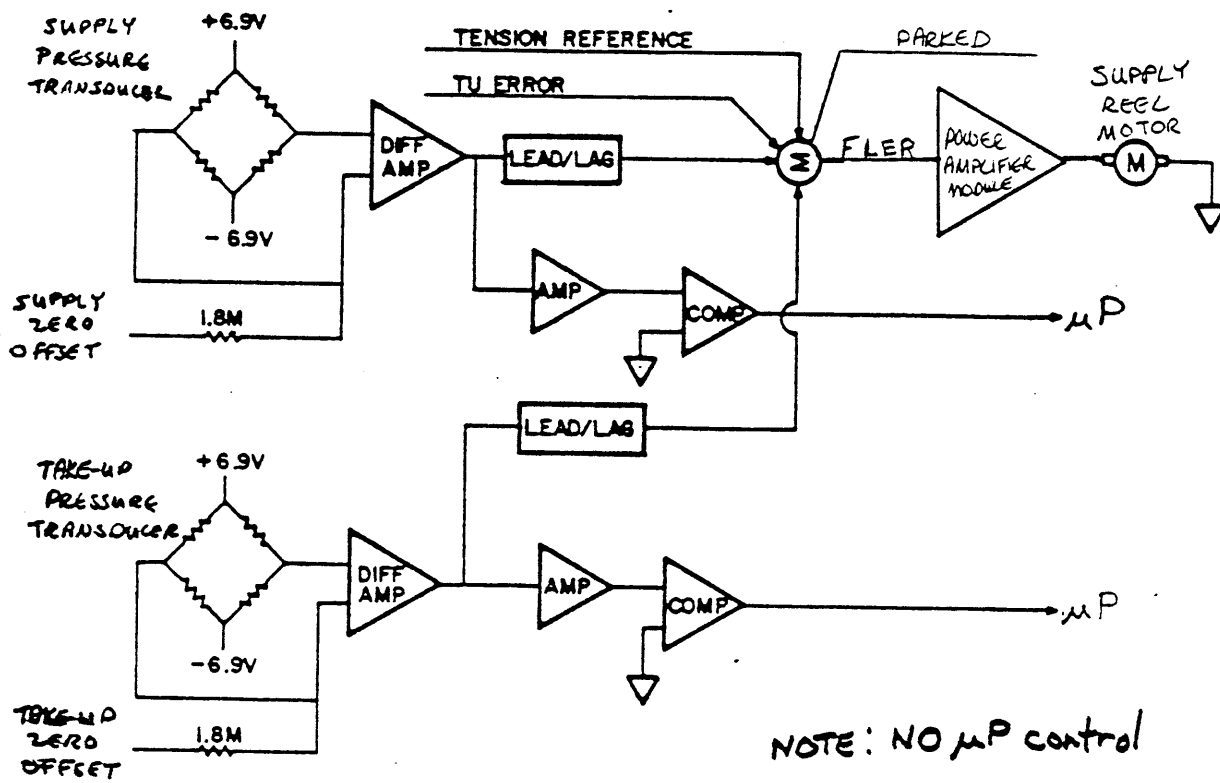 SUPPLY
PRESSURE
TRANSDUCER
+6.9V
-6.9V
DIFF
AMP
SUPPLY
ZERO
OFFSET
1.8M
TENSION REFERENCE
TU ERROR
PARKED
LEAD/LAG
Σ
FLER
POWER
AMPLIFIER
MODULE
SUPPLY
REEL
MOTOR
M
AMP
COMP
μP
LEAD/LAG
TAKE-UP
PRESSURE
TRANSDUCER
+6.9V
-6.9V
DIFF
AMP
AMP
COMP
μP
TAKE-UP
ZERO
OFFSET
1.8M
NOTE: NO μP control